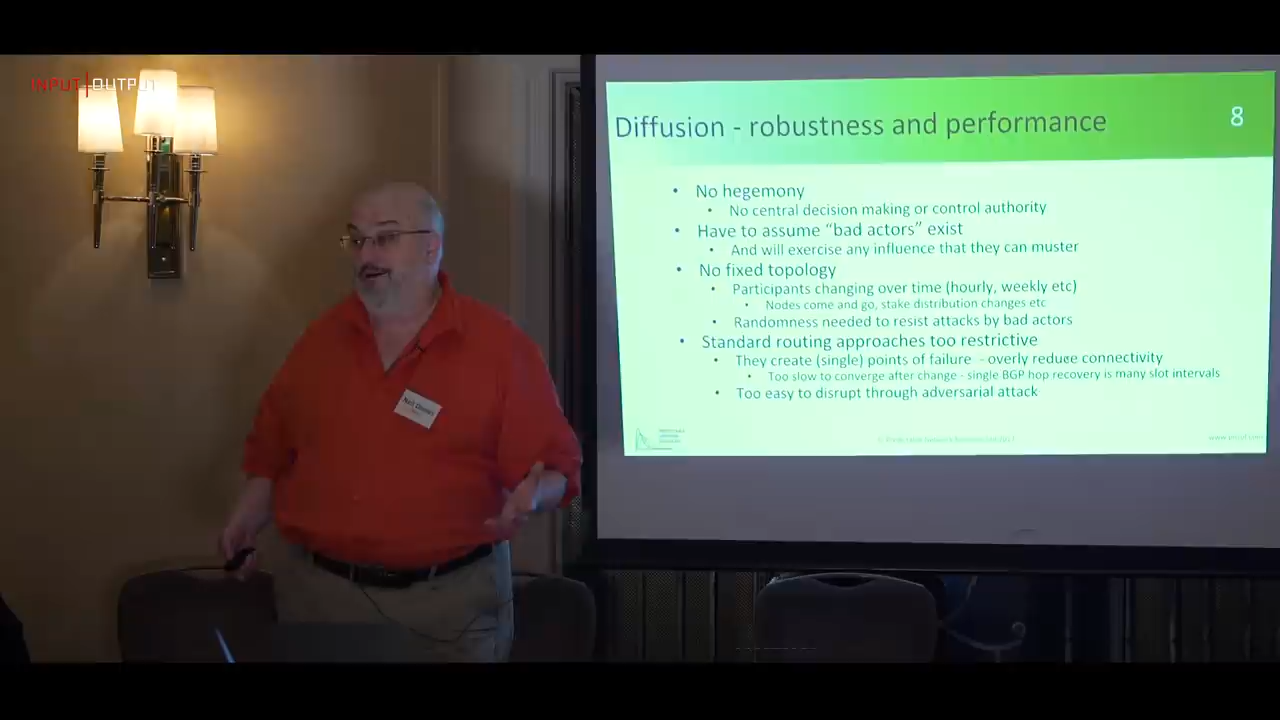 INPUT|OUTPUT
Diffusion - robustness and performance
8
• No hegemony
• No central decision making or control authority
• Have to assume “bad actors” exist
• And will exercise any influence that they can muster
• No fixed topology
• Participants changing over time (hourly, weekly etc)
• Nodes come and go, stake distribution changes etc
• Randomness needed to resist attacks by bad actors
• Standard routing approaches too restrictive
• They create (single) points of failure - overly reduce connectivity
• Too slow to converge after change - single BGP hop recovery is many slot intervals
• Too easy to disrupt through adversarial attack
Neil